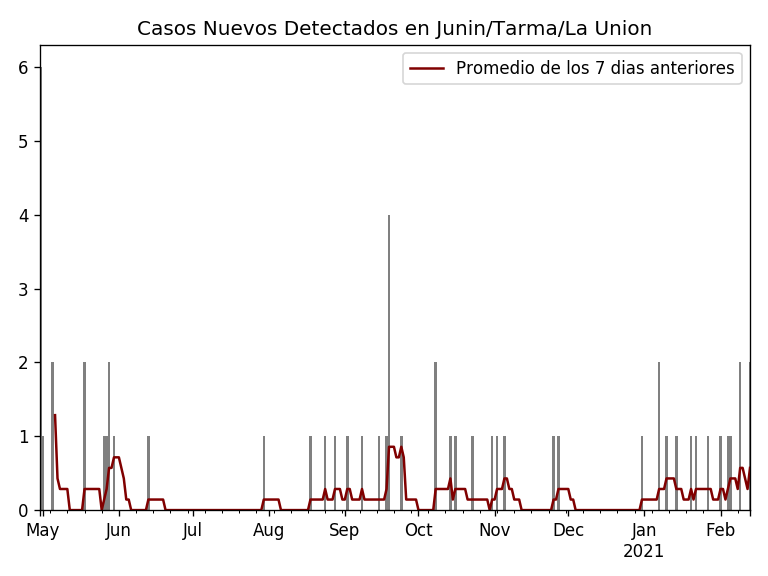 Casos Nuevos Detectados en Junin/Tarma/La Union
Promedio de los 7 dias anteriores
6
5
4
3
2
1
0
May Jun Jul Aug Sep Oct Nov Dec Jan Feb
2021